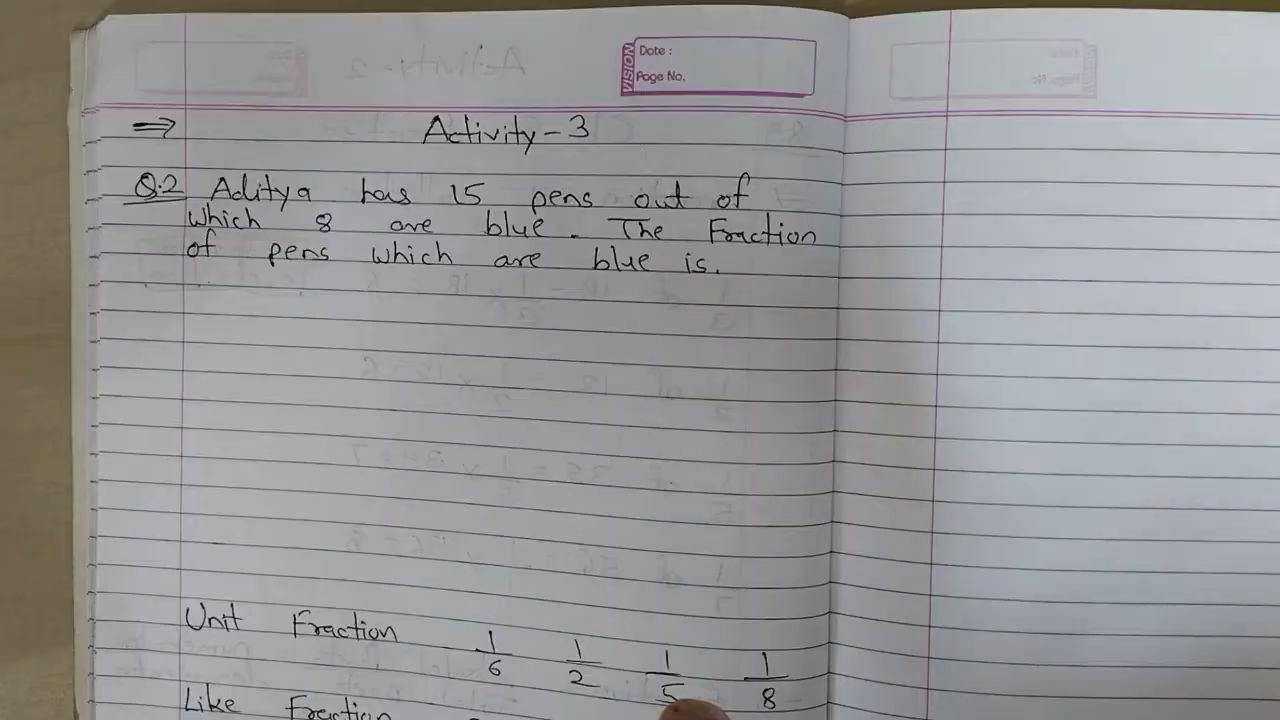 VISION
Date :
Page No.
⇒ Activity - 3
Q.2 Aditya has 15 pens out of
which 8 are blue. The Fraction
of pens which are blue is.
Unit Fraction 1/6 1/2 1/5 1/8
Like Fraction